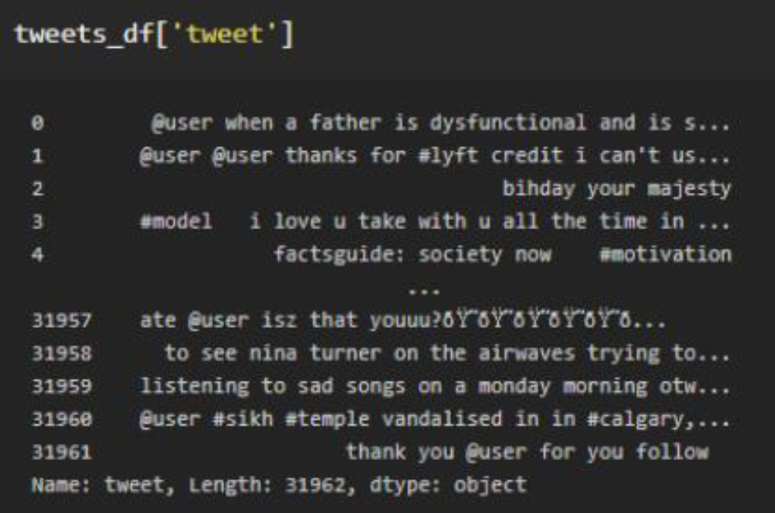 tweets_df['tweet']
0 @user when a father is dysfunctional and is s...
1 @user @user thanks for #lyft credit i can't us...
2 bihday your majesty
3 #model i love u take with u all the time in ...
4 factsguide: society now #motivation
...
31957 ate @user isz that youuu?ðŸ˜ðŸ˜ðŸ˜ðŸ˜ðŸ˜ð...
31958 to see nina turner on the airwaves trying to...
31959 listening to sad songs on a monday morning otw...
31960 @user #sikh #temple vandalised in in #calgary,...
31961 thank you @user for you follow
Name: tweet, Length: 31962, dtype: object